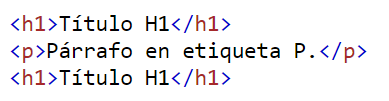 <h1>Título H1</h1>
<p>Párrafo en etiqueta P.</p>
<h1>Título H1</h1>